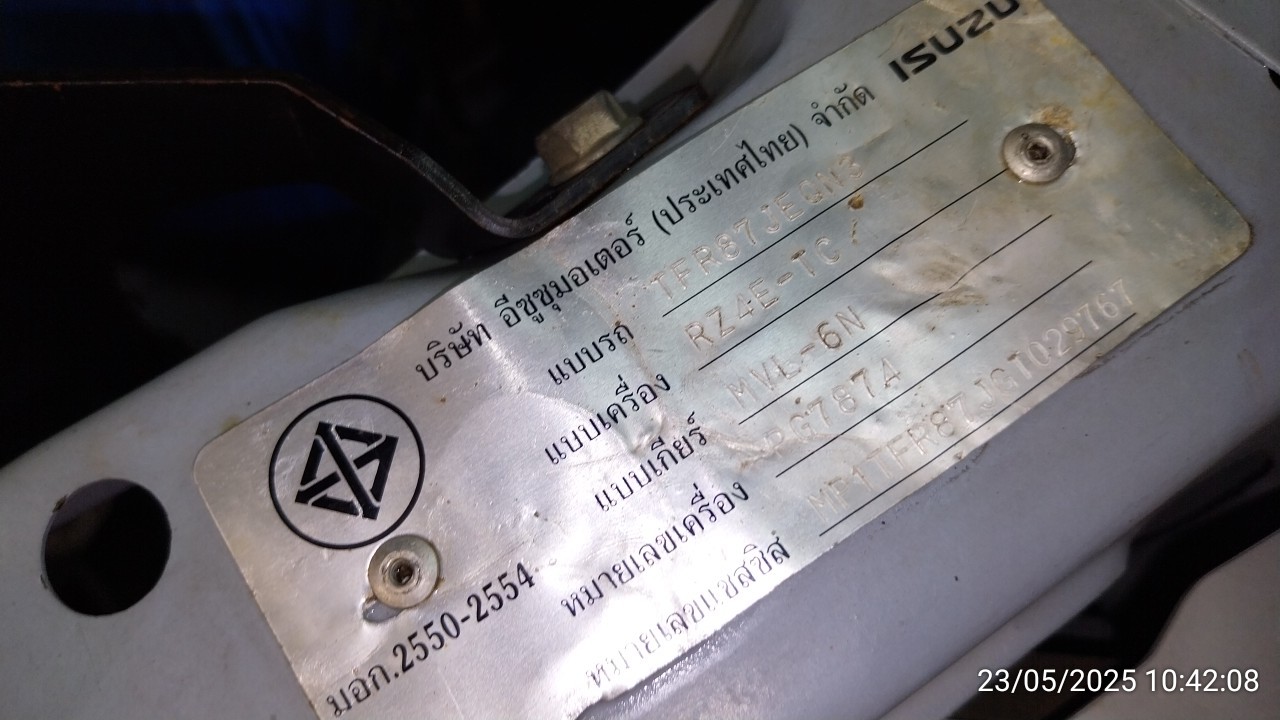 ISUZU
บริษัท อีซูซุมอเตอร์ (ประเทศไทย) จำกัด
แบบรถ TFR87JEGN3
แบบเครื่อง RZ4E-TC
แบบเกียร์ MVL-6N
หมายเลขเครื่อง
หมายเลขแชสซิส MP1TFR87JGT029767
มอก.2550-2554
23/05/2025 10:42:08